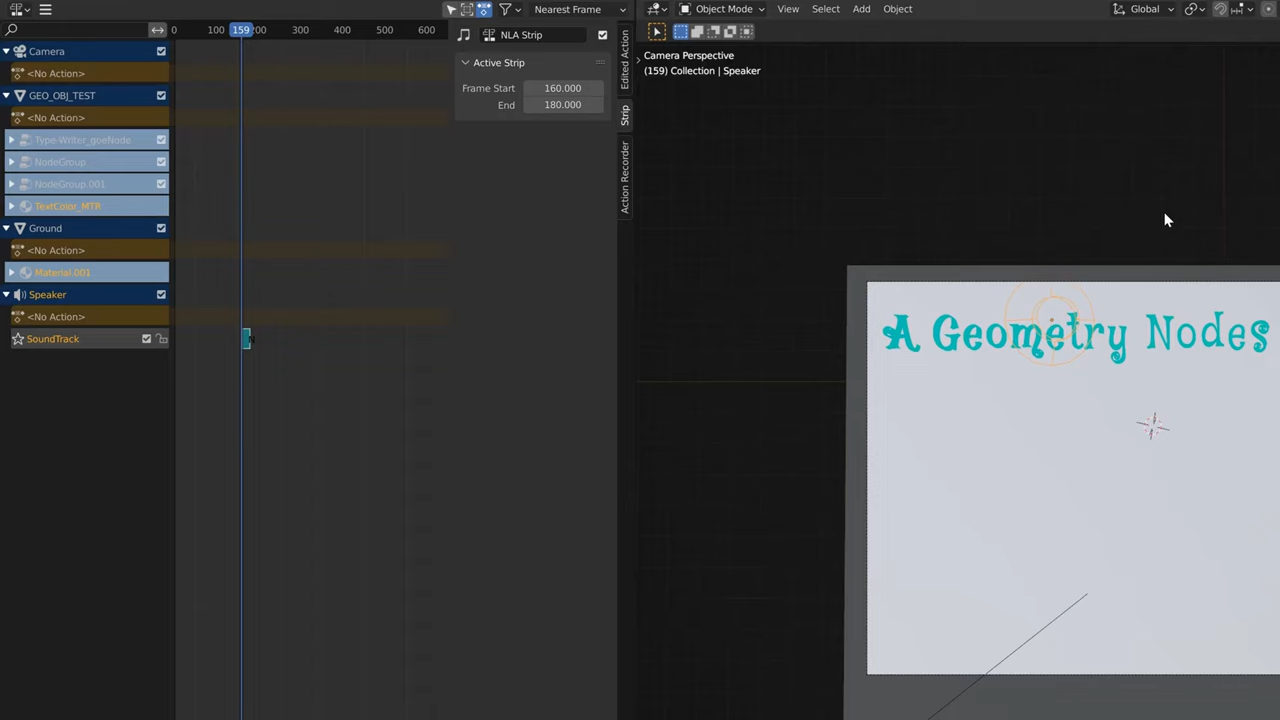 Nearest Frame
Object Mode
View
Select
Add
Object
Global
0
100
159
200
300
400
500
600
NLA Strip
Edited Action
Camera
Camera Perspective
Active Strip
(159) Collection | Speaker
<No Action>
Frame Start
160.000
GEO_OBJ_TEST
End
180.000
Strip
<No Action>
Type-Writer_goeNode
NodeGroup
Action Recorder
NodeGroup.001
TextColor_MTR
Ground
<No Action>
Material.001
Speaker
<No Action>
A Geometry Nodes
SoundTrack
N